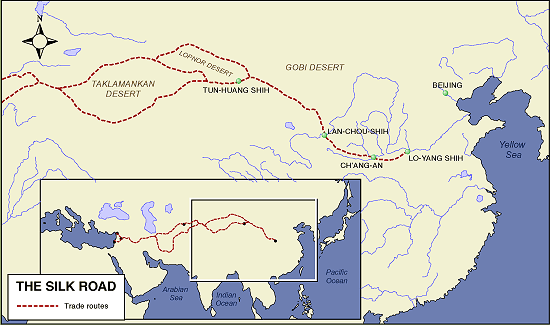 N
LOPNOR DESERT
GOBI DESERT
TAKLAMANKAN
DESERT
TUN-HUANG SHIH
BEIJING
LAN-CHOU-SHIH
CH'ANG-AN
LO-YANG SHIH
Yellow
Sea
THE SILK ROAD
Trade routes
Arabian
Sea
Indian
Ocean
Pacific
Ocean